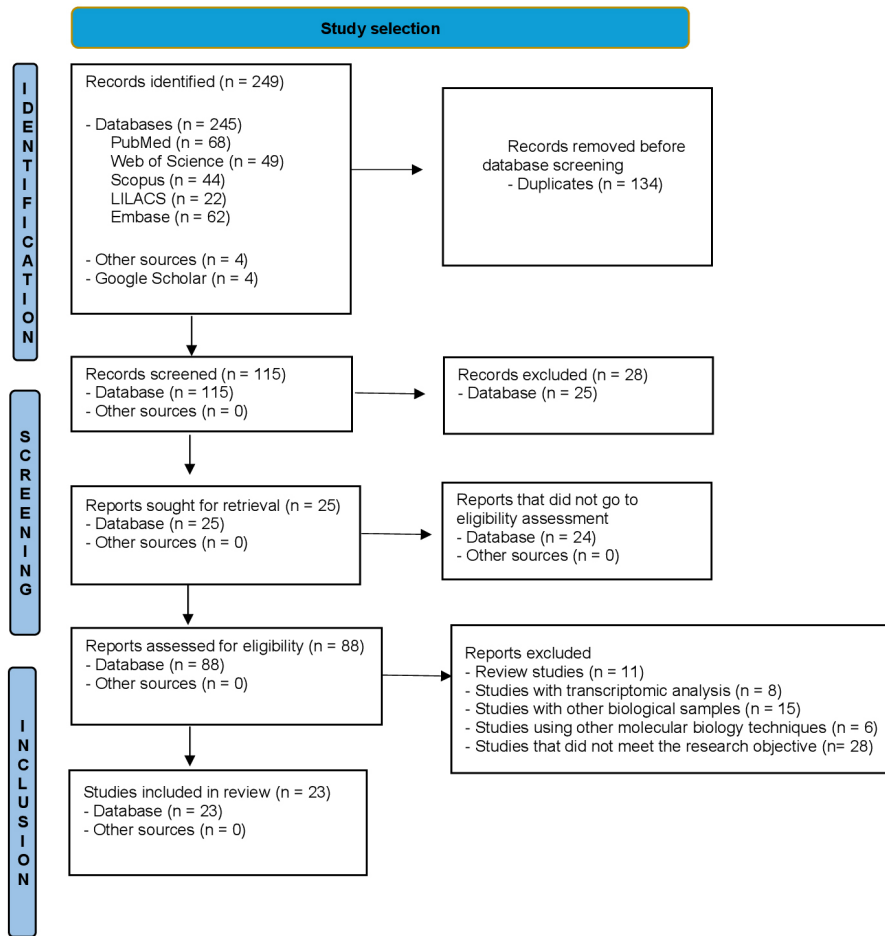 Study selection
IDENTIFICATION
Records identified (n = 249)
- Databases (n = 245)
PubMed (n = 68)
Web of Science (n = 49)
Scopus (n = 44)
LILACS (n = 22)
Embase (n = 62)
- Other sources (n = 4)
- Google Scholar (n = 4)
Records removed before
database screening
- Duplicates (n = 134)
SCREENING
Records screened (n = 115)
- Database (n = 115)
- Other sources (n = 0)
Records excluded (n = 28)
- Database (n = 25)
Reports sought for retrieval (n = 25)
- Database (n = 25)
- Other sources (n = 0)
Reports that did not go to
eligibility assessment
- Database (n = 24)
- Other sources (n = 0)
Reports assessed for eligibility (n = 88)
- Database (n = 88)
- Other sources (n = 0)
Reports excluded
- Review studies (n = 11)
- Studies with transcriptomic analysis (n = 8)
- Studies with other biological samples (n = 15)
- Studies using other molecular biology techniques (n = 6)
- Studies that did not meet the research objective (n= 28)
INCLUSION
Studies included in review (n = 23)
- Database (n = 23)
- Other sources (n = 0)